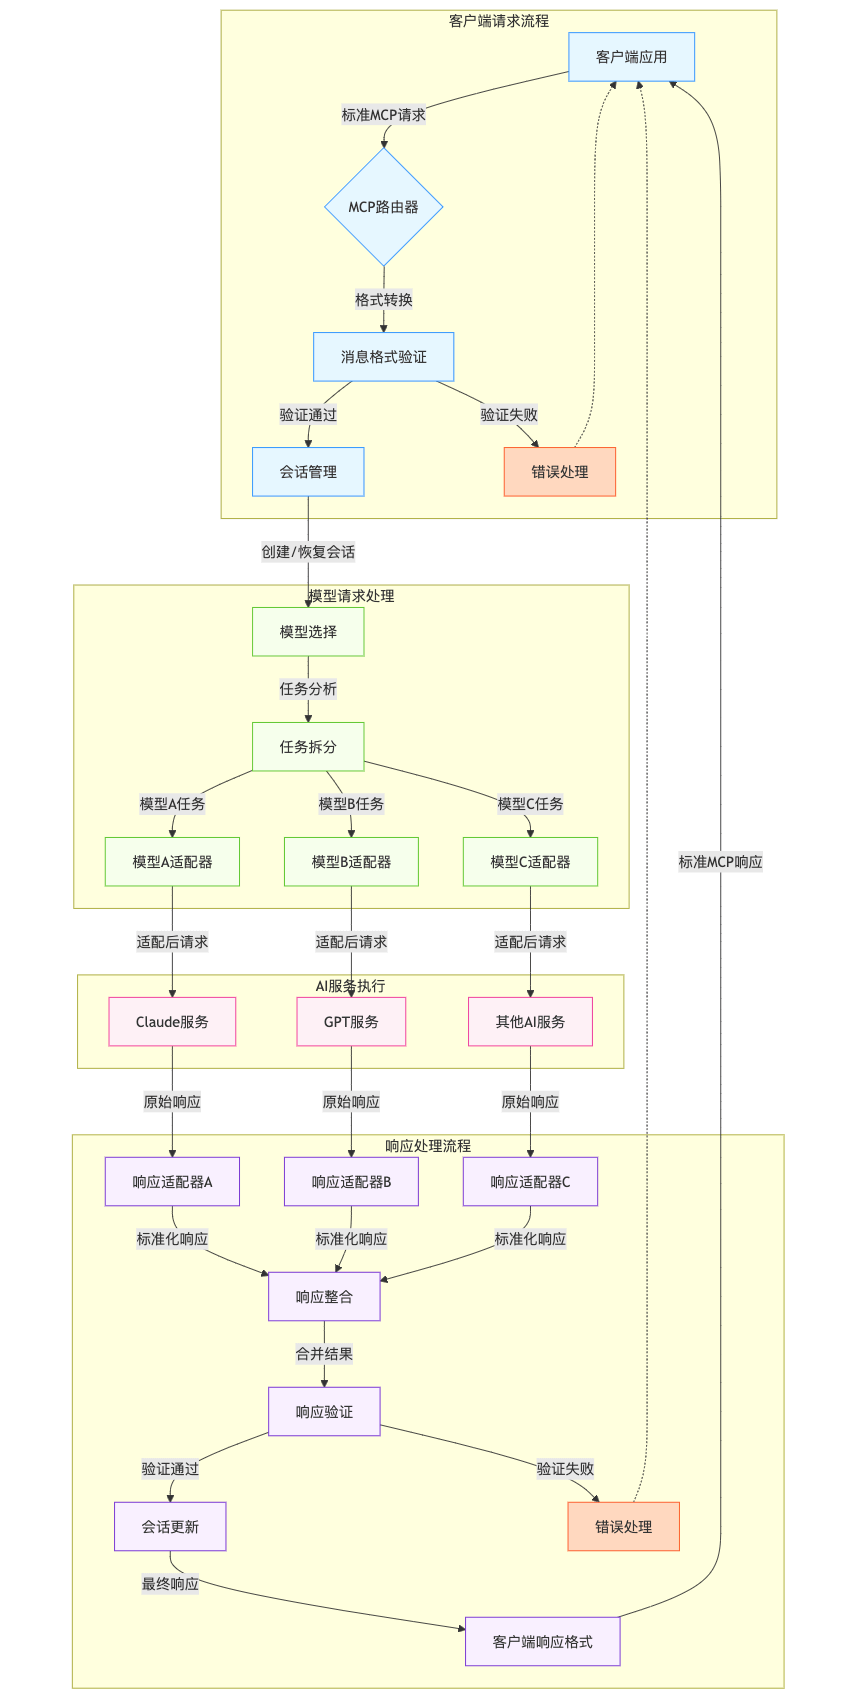 客户端请求流程
客户端应用
标准MCP请求
MCP路由器
格式转换
消息格式验证
验证通过
验证失败
会话管理
错误处理
创建/恢复会话
模型请求处理
模型选择
任务分析
任务拆分
模型A任务
模型B任务
模型C任务
模型A适配器
模型B适配器
模型C适配器
标准MCP响应
适配后请求
适配后请求
适配后请求
AI服务执行
Claude服务
GPT服务
其他AI服务
原始响应
原始响应
原始响应
响应处理流程
响应适配器A
响应适配器B
响应适配器C
标准化响应
标准化响应
标准化响应
响应整合
合并结果
响应验证
验证通过
验证失败
会话更新
错误处理
最终响应
客户端响应格式